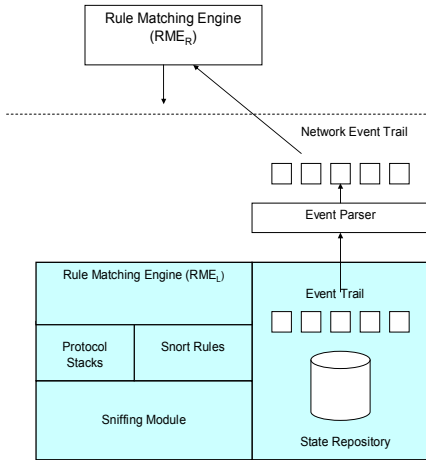 Rule Matching Engine
(RME_R)
Network Event Trail
Event Parser
Rule Matching Engine (RME_L)
Event Trail
Protocol
Stacks
Snort Rules
Sniffing Module
State Repository